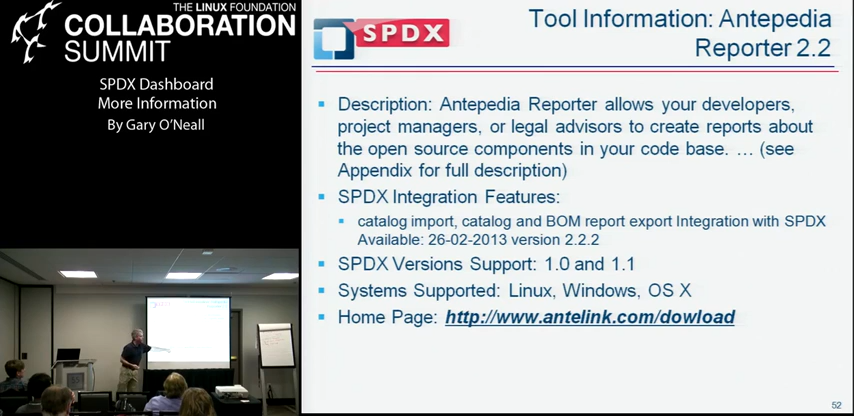 THE LINUX FOUNDATION
COLLABORATION
SUMMIT
SPDX Dashboard
More Information
By Gary O'Neall
SPDX
Tool Information: Antepedia
Reporter 2.2
Description: Antepedia Reporter allows your developers,
project managers, or legal advisors to create reports about
the open source components in your code base. … (see
Appendix for full description)
SPDX Integration Features:
catalog import, catalog and BOM report export Integration with SPDX
Available: 26-02-2013 version 2.2.2
SPDX Versions Support: 1.0 and 1.1
Systems Supported: Linux, Windows, OS X
Home Page: http://www.antelink.com/dowload
52
COLLABORATION
SUMMIT